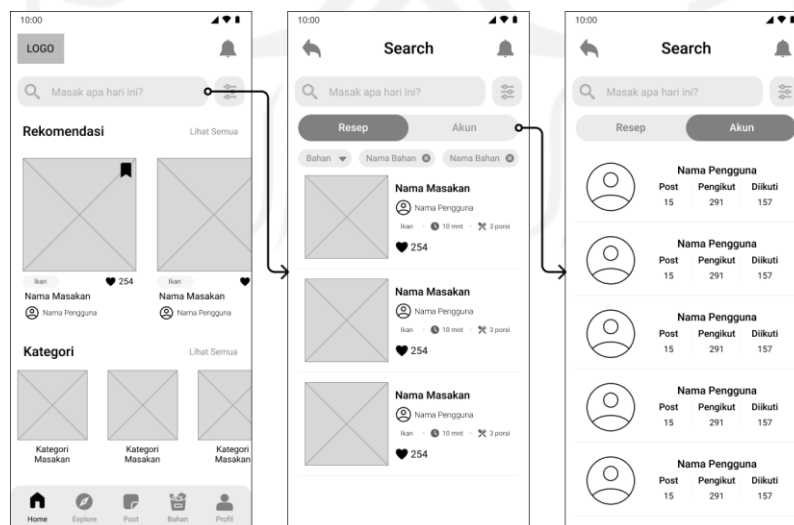 10:00
LOGO
Masak apa hari ini?
Rekomendasi
Lihat Semua
Ikan
254
Ikan
Nama Masakan
Nama Masakan
Nama Pengguna
Nama Pengguna
Kategori
Lihat Semua
Kategori Masakan
Kategori Masakan
Kategori Masakan
Home
Explore
Post
Bahan
Profil
10:00
Search
Masak apa hari ini?
Resep
Akun
Bahan
Nama Bahan
Nama Bahan
Nama Masakan
Nama Pengguna
Ikan
10 mnt
3 porsi
254
Nama Masakan
Nama Pengguna
Ikan
10 mnt
3 porsi
254
Nama Masakan
Nama Pengguna
Ikan
10 mnt
3 porsi
254
10:00
Search
Masak apa hari ini?
Resep
Akun
Nama Pengguna
Post Pengikut Diikuti
15 291 157
Nama Pengguna
Post Pengikut Diikuti
15 291 157
Nama Pengguna
Post Pengikut Diikuti
15 291 157
Nama Pengguna
Post Pengikut Diikuti
15 291 157
Nama Pengguna
Post Pengikut Diikuti
15 291 157